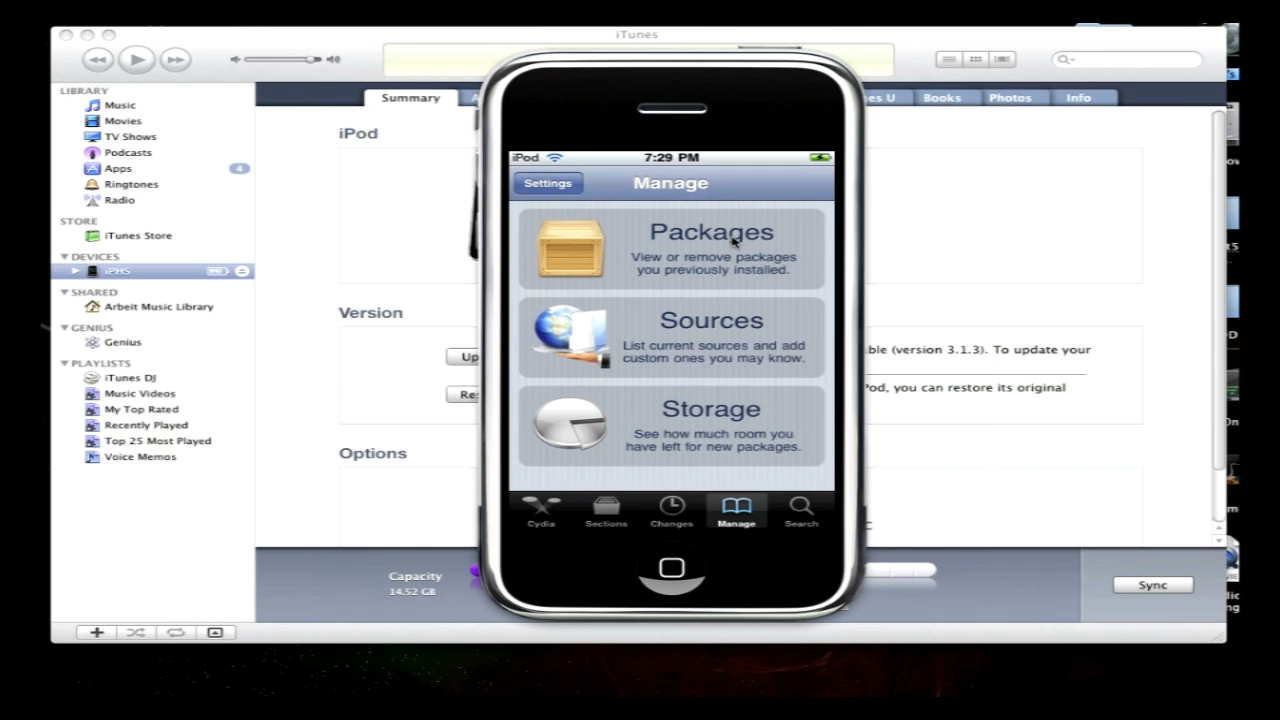 iTunes
LIBRARY
Music
Movies
TV Shows
Podcasts
Apps 4
Ringtones
Radio
STORE
iTunes Store
DEVICES
iPHS
SHARED
Arbeit Music Library
GENIUS
Genius
PLAYLISTS
iTunes DJ
Music Videos
My Top Rated
Recently Played
Top 25 Most Played
Voice Memos
Summary
es U
Books
Photos
Info
iPod
Version
Up
ble (version 3.1.3). To update your
Re
Pod, you can restore its original
Options
Capacity
14.52 GB
Sync
iPod 7:29 PM
Settings
Manage
Packages
View or remove packages
you previously installed.
Sources
List current sources and add
custom ones you may know.
Storage
See how much room you
have left for new packages.
Cydia
Sections
Changes
Manage
Search